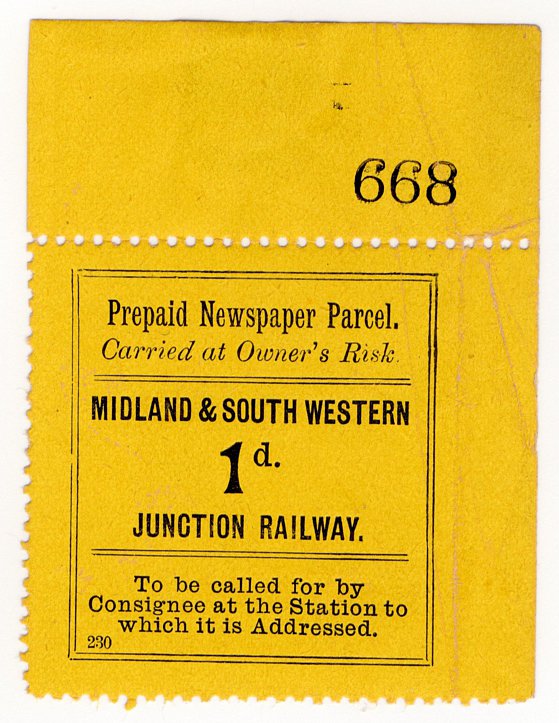 668
Prepaid Newspaper Parcel.
Carried at Owner's Risk.
MIDLAND & SOUTH WESTERN
1d.
JUNCTION RAILWAY.
To be called for by
Consignee at the Station to
which it is Addressed.
230